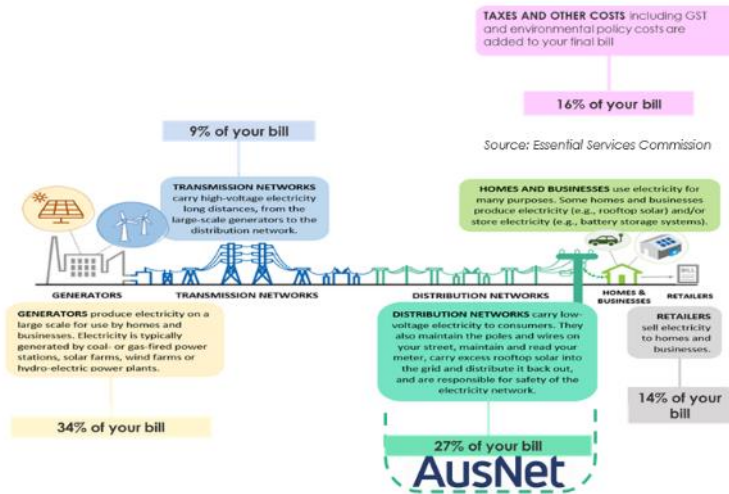 TAXES AND OTHER COSTS including GST
and environmental policy costs are
added to your final bill
16% of your bill
9% of your bill
Source: Essential Services Commission
TRANSMISSION NETWORKS
carry high-voltage electricity
long distances, from the
large-scale generators to the
distribution network.
HOMES AND BUSINESSES use electricity for
many purposes. Some homes and businesses
produce electricity (e.g., rooftop solar) and/or
store electricity (e.g., battery storage systems).
BILL
GENERATORS
TRANSMISSION NETWORKS
DISTRIBUTION NETWORKS
HOMES &
BUSINESSES
RETAILERS
GENERATORS produce electricity on a
large scale for use by homes and
businesses. Electricity is typically
generated by coal- or gas-fired power
stations, solar farms, wind farms or
hydro-electric power plants.
34% of your bill
DISTRIBUTION NETWORKS carry low-
voltage electricity to consumers. They
also maintain the poles and wires on
your street, maintain and read your
meter, carry excess rooftop solar into
the grid and distribute it back out,
and are responsible for safety of the
electricity network.
27% of your bill
AusNet
RETAILERS
sell electricity
to homes and
businesses.
14% of your
bill